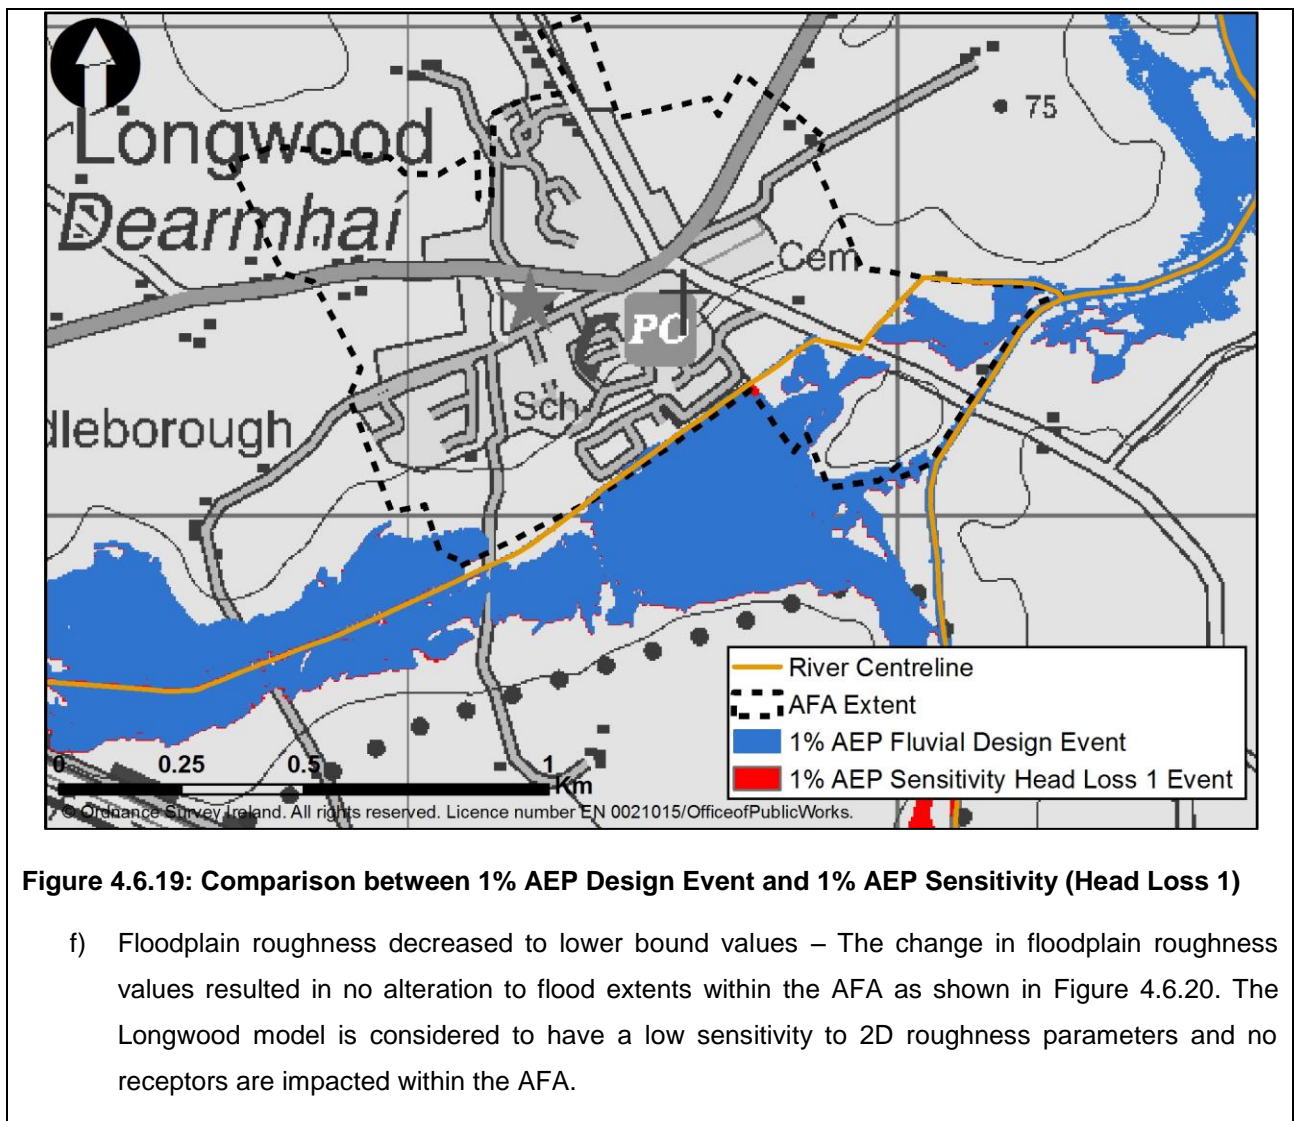 Longwood
Dearmhaí
75
Cem
PO
Sch
dleborough
River Centreline
AFA Extent
1% AEP Fluvial Design Event
1% AEP Sensitivity Head Loss 1 Event
0 0.25 0.5 1
Km
© Ordnance Survey Ireland. All rights reserved. Licence number EN 0021015/OfficeofPublicWorks.
Figure 4.6.19: Comparison between 1% AEP Design Event and 1% AEP Sensitivity (Head Loss 1)
f) Floodplain roughness decreased to lower bound values – The change in floodplain roughness
values resulted in no alteration to flood extents within the AFA as shown in Figure 4.6.20. The
Longwood model is considered to have a low sensitivity to 2D roughness parameters and no
receptors are impacted within the AFA.